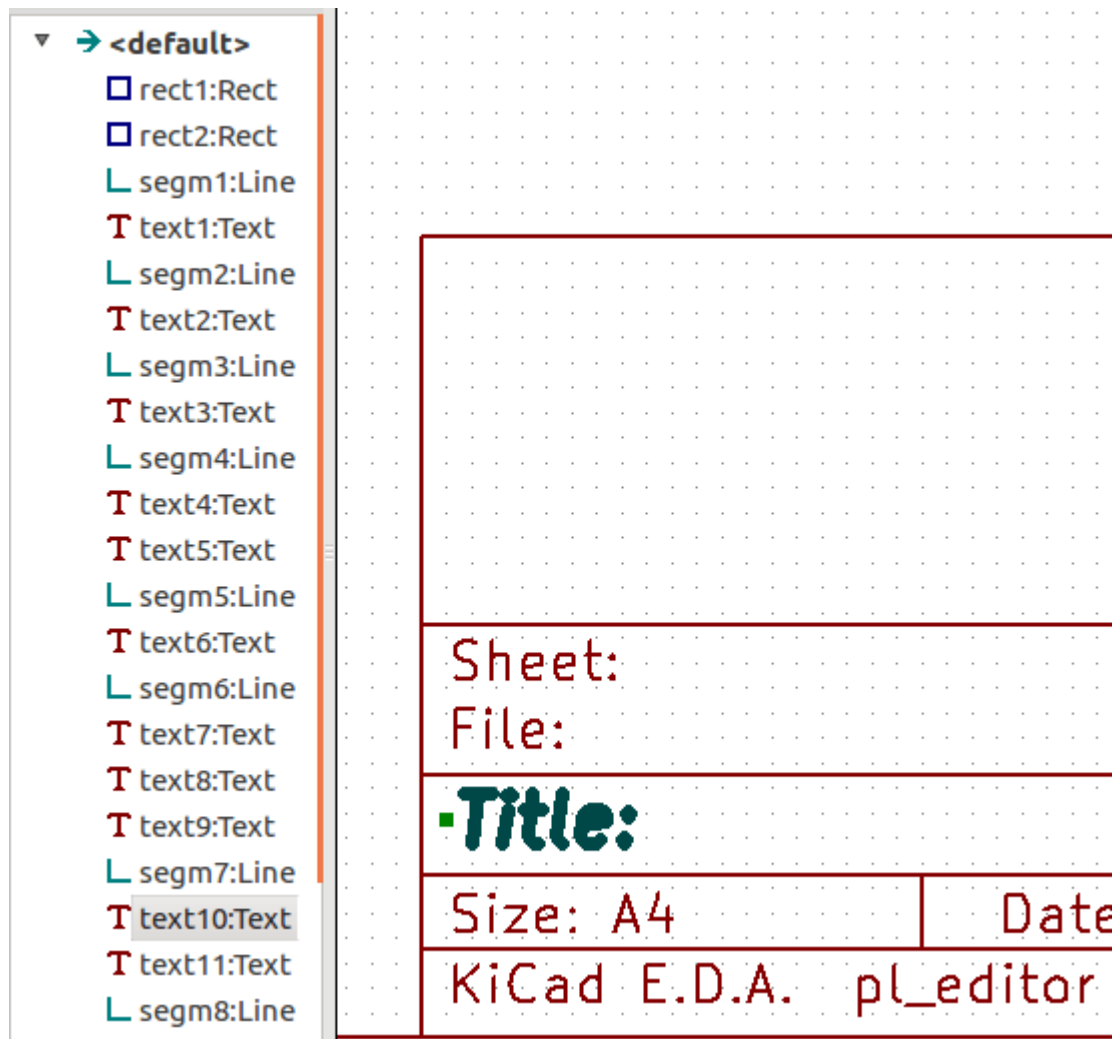 <default>
rect1:Rect
rect2:Rect
segm1:Line
text1:Text
segm2:Line
text2:Text
segm3:Line
text3:Text
segm4:Line
text4:Text
text5:Text
segm5:Line
text6:Text
segm6:Line
text7:Text
text8:Text
text9:Text
segm7:Line
text10:Text
text11:Text
segm8:Line
Sheet:
File:
Title:
Size: A4 Date
KiCad E.D.A. pl_editor